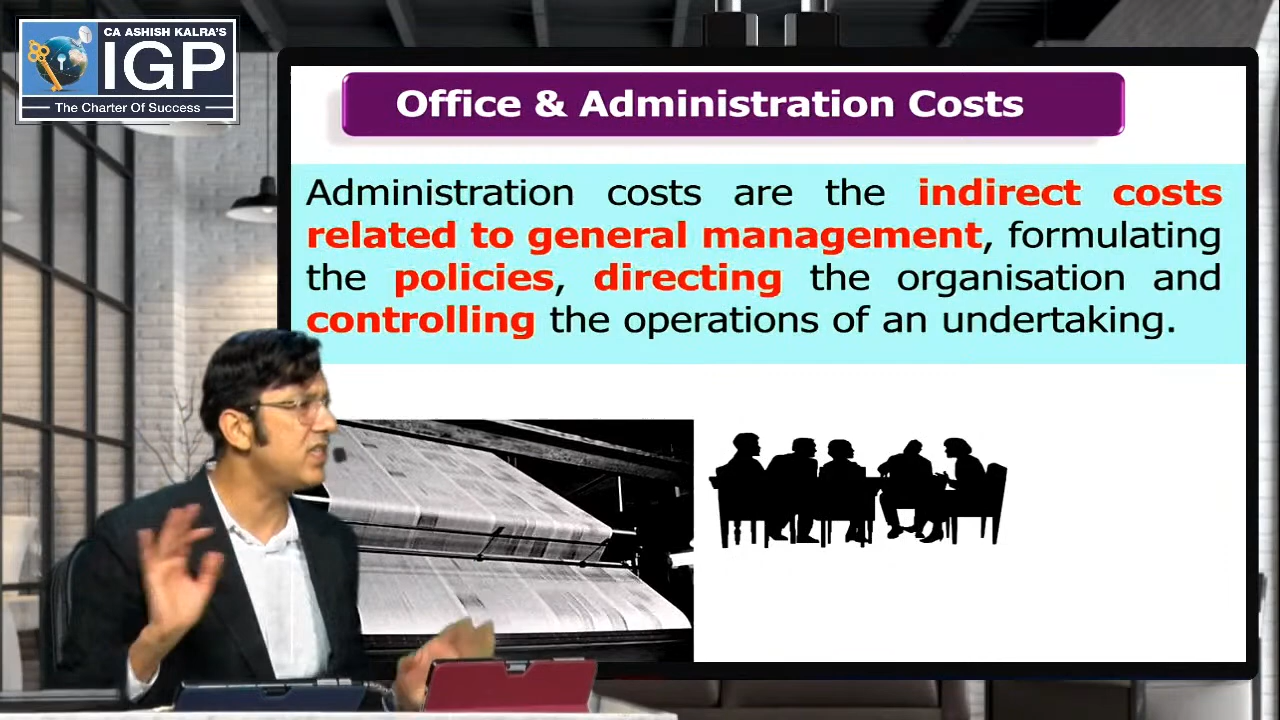 CA ASHISH KALRA'S
IGP
The Charter Of Success
Office & Administration Costs
Administration costs are the indirect costs
related to general management, formulating
the policies, directing the organisation and
controlling the operations of an undertaking.